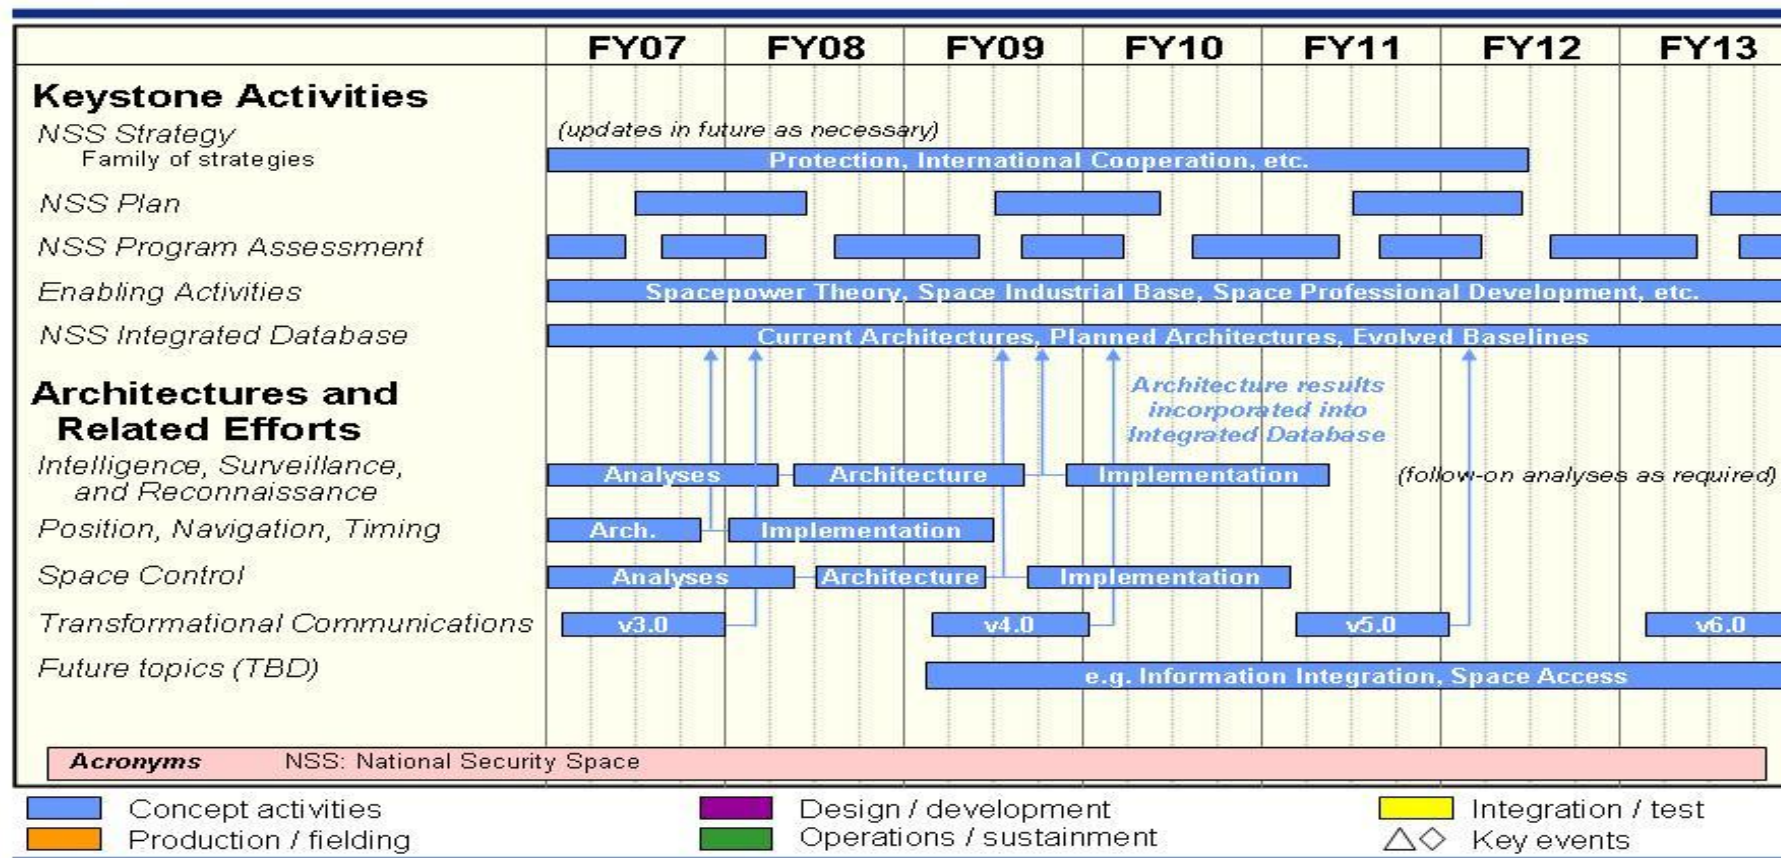 FY07 FY08 FY09 FY10 FY11 FY12 FY13
Keystone Activities
NSS Strategy
(updates in future as necessary)
Family of strategies
Protection, International Cooperation, etc.
NSS Plan
NSS Program Assessment
Enabling Activities
Spacepower Theory, Space Industrial Base, Space Professional Development, etc.
NSS Integrated Database
Current Architectures, Planned Architectures, Evolved Baselines
Architectures and
Related Efforts
Architecture results
incorporated into
Integrated Database
Intelligence, Surveillance,
and Reconnaissance
Analyses Architecture Implementation (follow-on analyses as required)
Position, Navigation, Timing
Arch. Implementation
Space Control
Analyses Architecture Implementation
Transformational Communications
v3.0 v4.0 v5.0 v6.0
Future topics (TBD)
e.g. Information Integration, Space Access
Acronyms NSS: National Security Space
Concept activities Design / development Integration / test
Production / fielding Operations / sustainment Key events